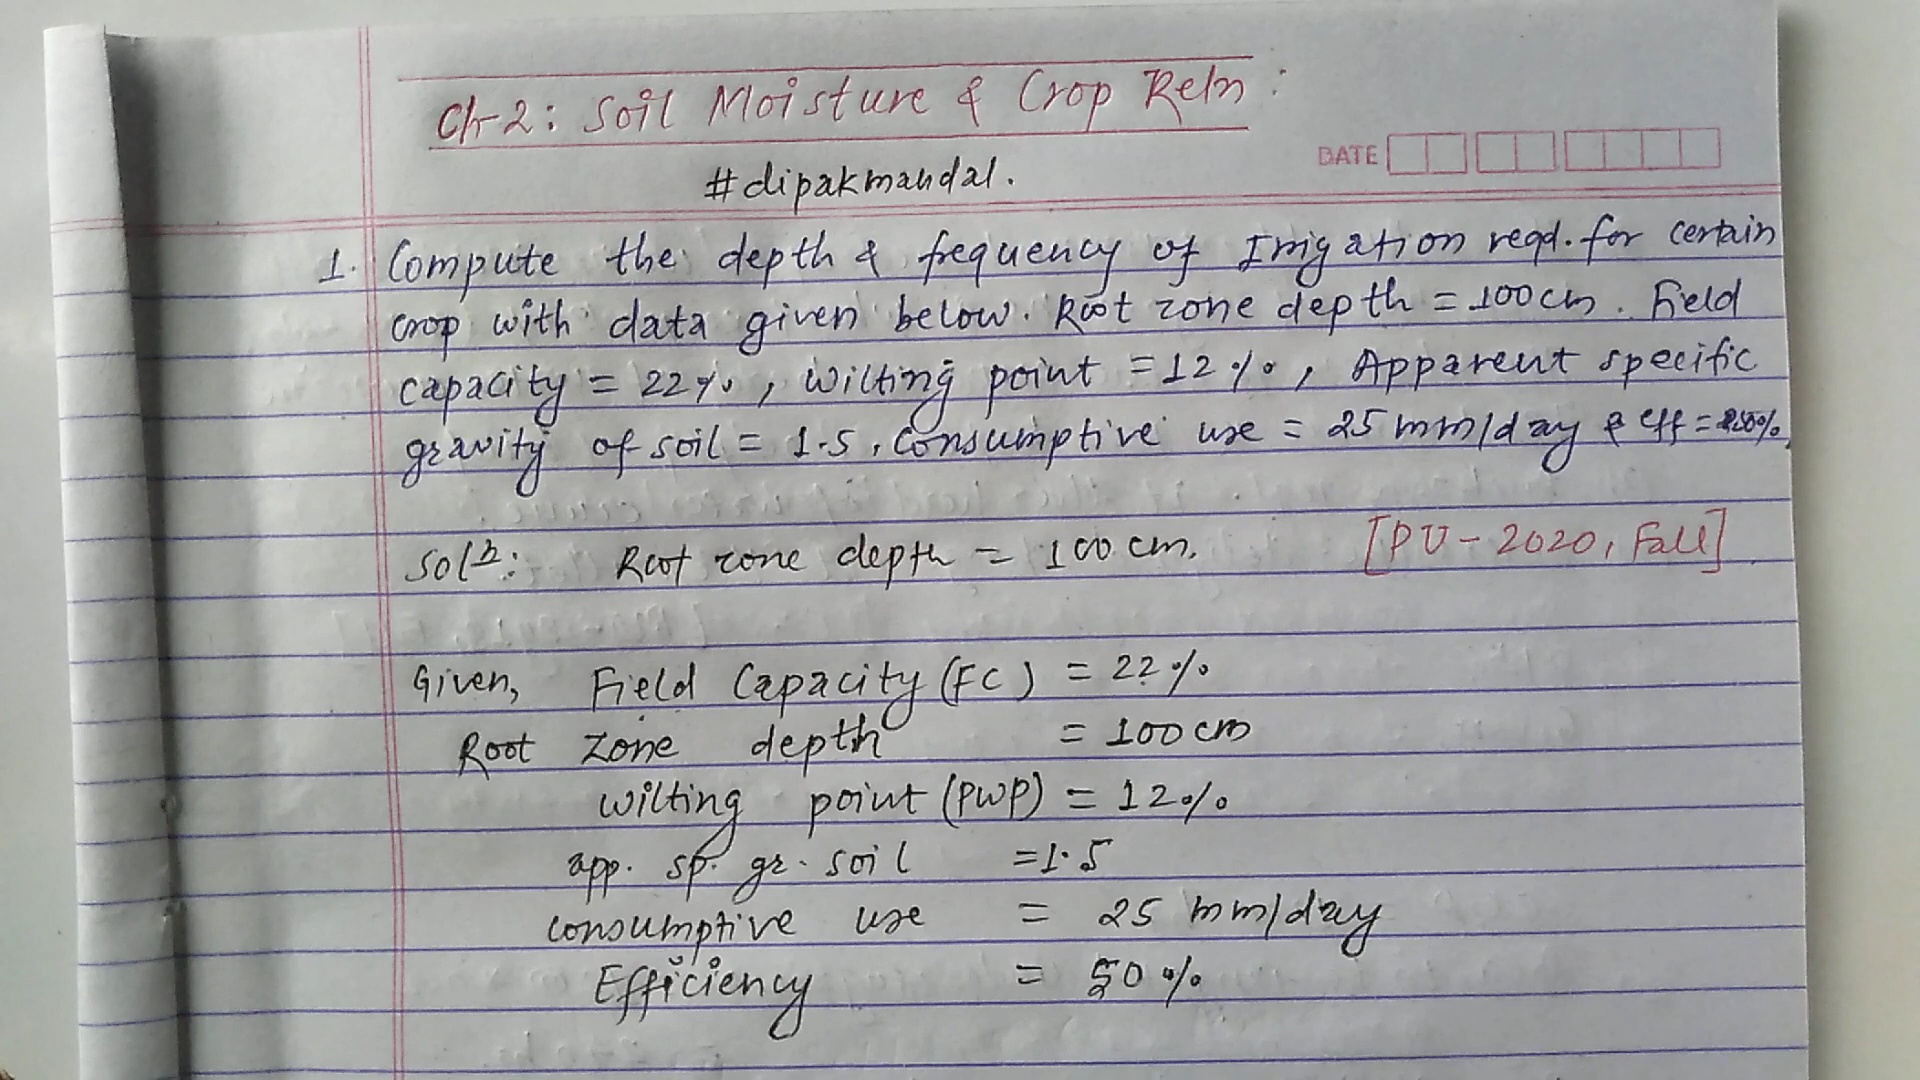 Ch-2: Soil Moisture & Crop Reln:
#dipakmandal.
DATE
1. Compute the depth & frequency of Irrigation reqd. for certain
crop with data given below. Root zone depth = 100 cm. Field
capacity = 22%, wilting point = 12%, Apparent specific
gravity of soil = 1.5, Consumptive use = 25 mm/day & eff = 50%.
Soln: Root zone depth = 100 cm. [PU-2020, Fall]
Given, Field Capacity (FC) = 22%
Root zone depth = 100 cm
wilting point (PWP) = 12%
app. sp. gr. soil = 1.5
consumptive use = 25 mm/day
Efficiency = 50%